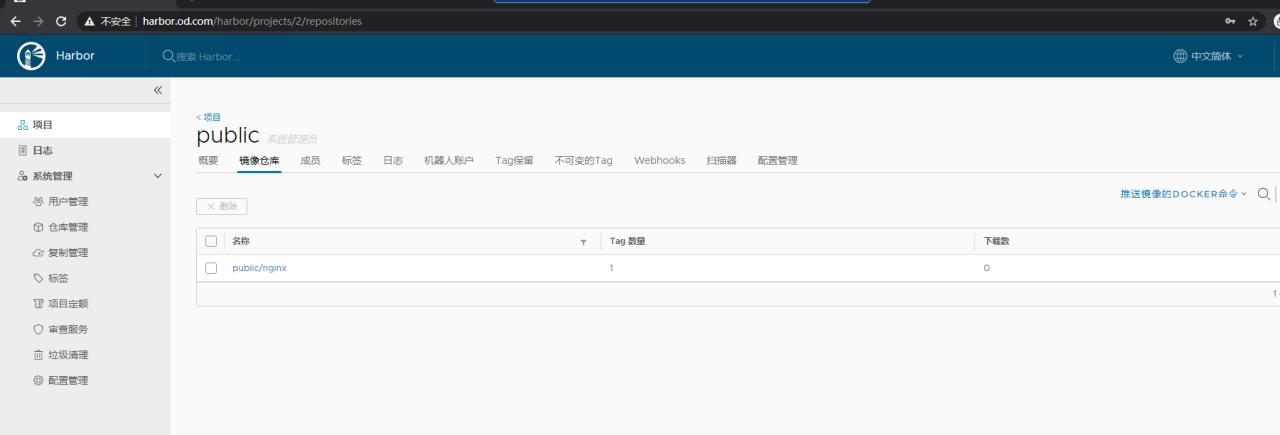 不安全 harbor.od.com/harbor/projects/2/repositories
Harbor 搜索 Harbor... 中文简体
项目
日志
系统管理
用户管理
仓库管理
复制管理
标签
项目定额
审查服务
垃圾清理
配置管理
< 项目
public 系统管理员
概要 镜像仓库 成员 标签 日志 机器人账户 Tag保留 不可变的Tag Webhooks 扫描器 配置管理
推送镜像的DOCKER命令
× 删除
名称 Tag 数量 下载数
public/nginx 1 0
1